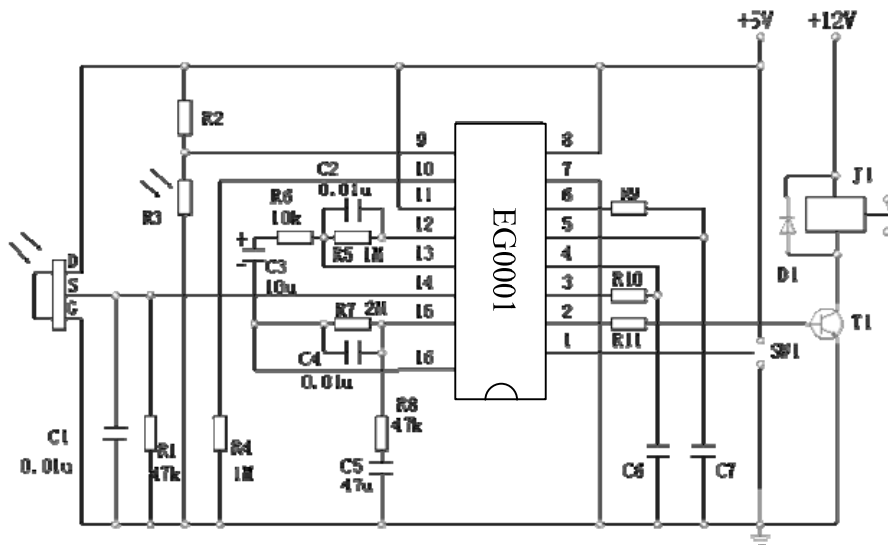 +5V
+12V
R2
R3
9
10
11
12
13
14
15
16
8
7
6
5
4
3
2
1
EG0001
C2
0.01u
R6
10k
R5 1M
C3
10u
+
-
D
S
G
R7 2M
C4
0.01u
R8
47k
C5
47u
C1
0.01u
R1
47k
R4
1M
R9
R10
R11
C6
C7
SW1
J1
D1
T1